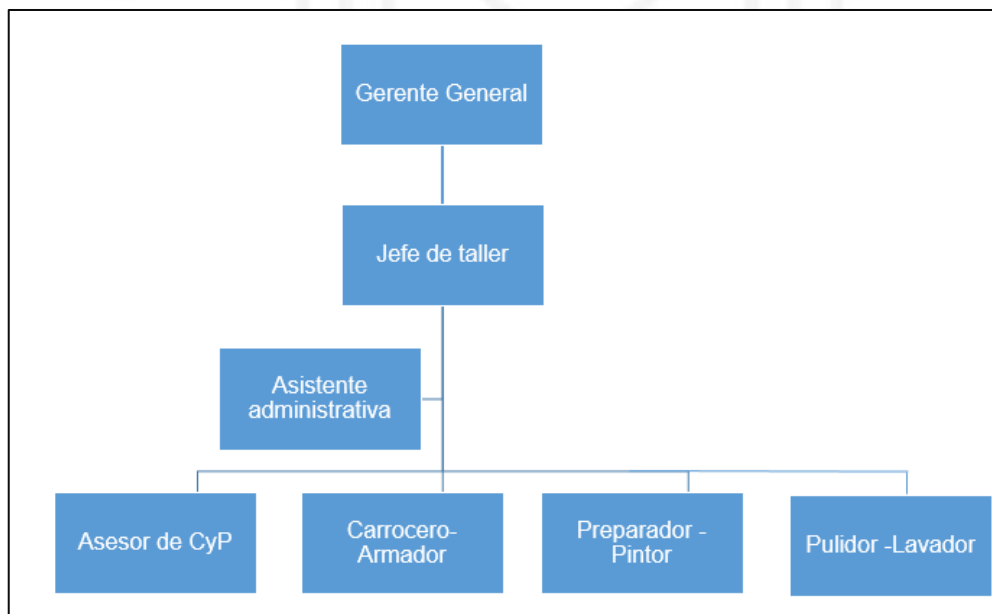 Gerente General
Jefe de taller
Asistente
administrativa
Asesor de CyP
Carrocero-
Armador
Preparador -
Pintor
Pulidor -Lavador